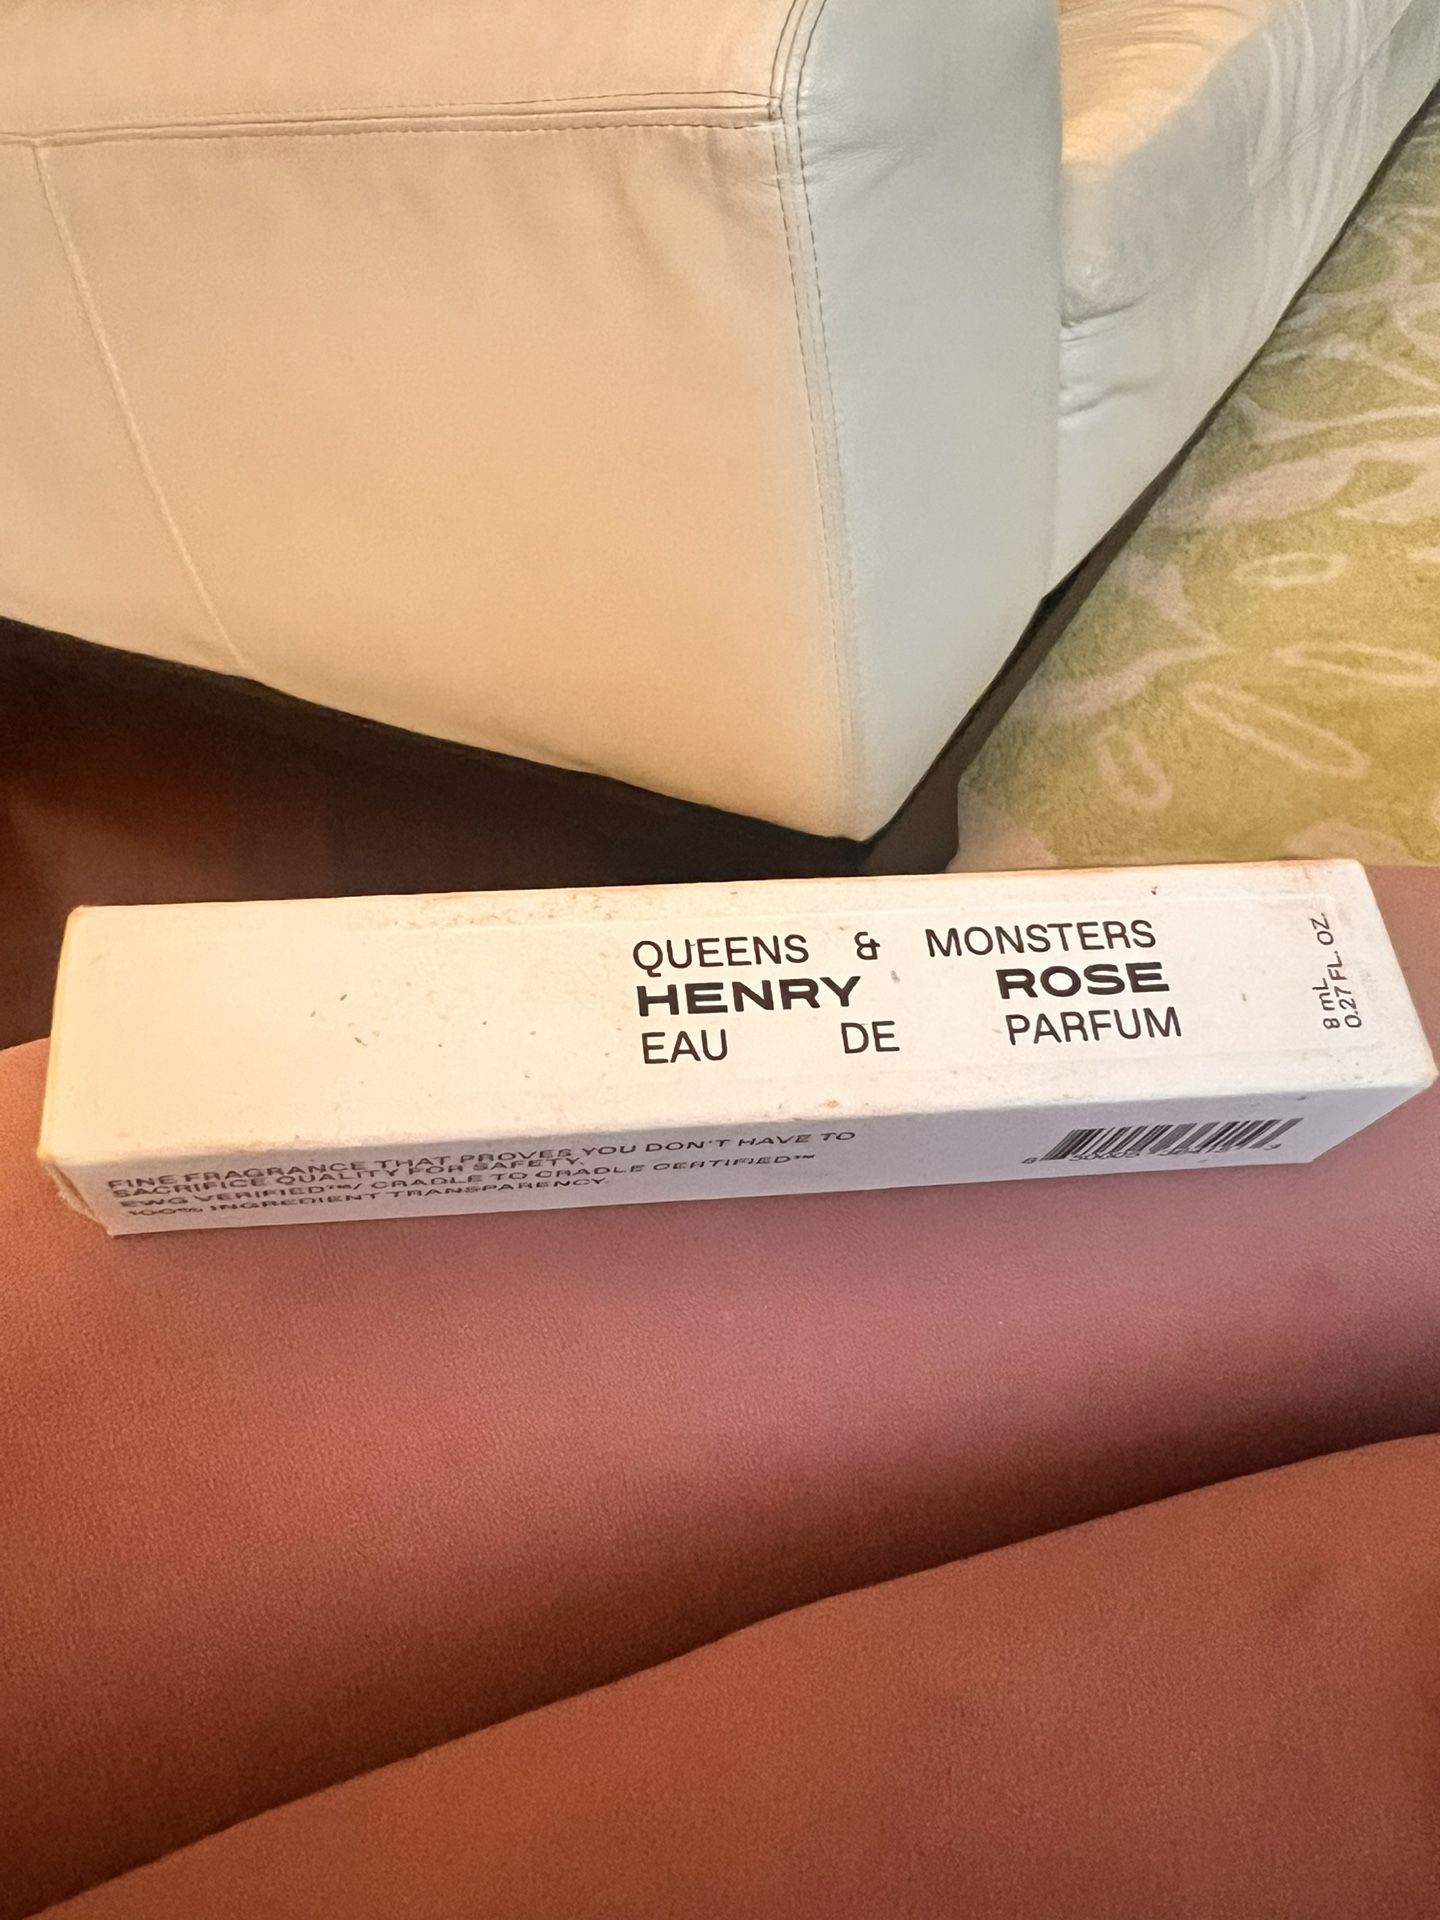 QUEENS & MONSTERS
HENRY ROSE
EAU DE PARFUM
8 mL
0.27 FL. OZ.
FINE FRAGRANCE THAT PROVES YOU DON'T HAVE TO
SACRIFICE QUALITY FOR SAFETY.
EWG VERIFIED™/ CRADLE TO CRADLE CERTIFIED™
100% INGREDIENT TRANSPARENCY.